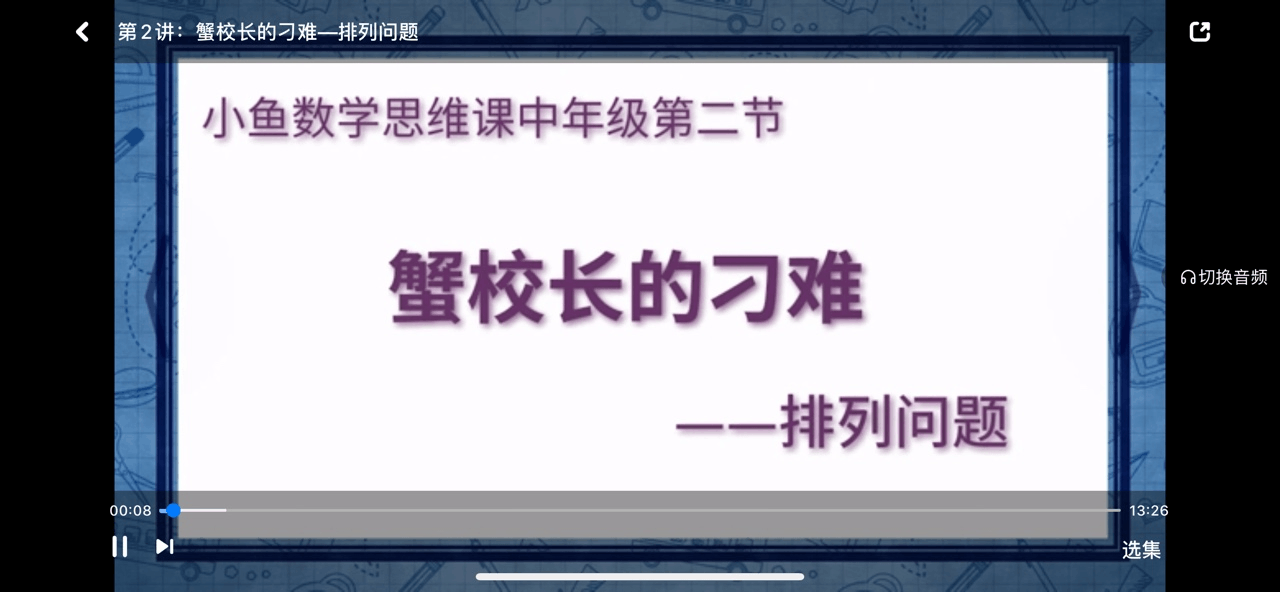 第2讲：蟹校长的刁难—排列问题
小鱼数学思维课中年级第二节
蟹校长的刁难
——排列问题
切换音频
00:08
13:26
选集